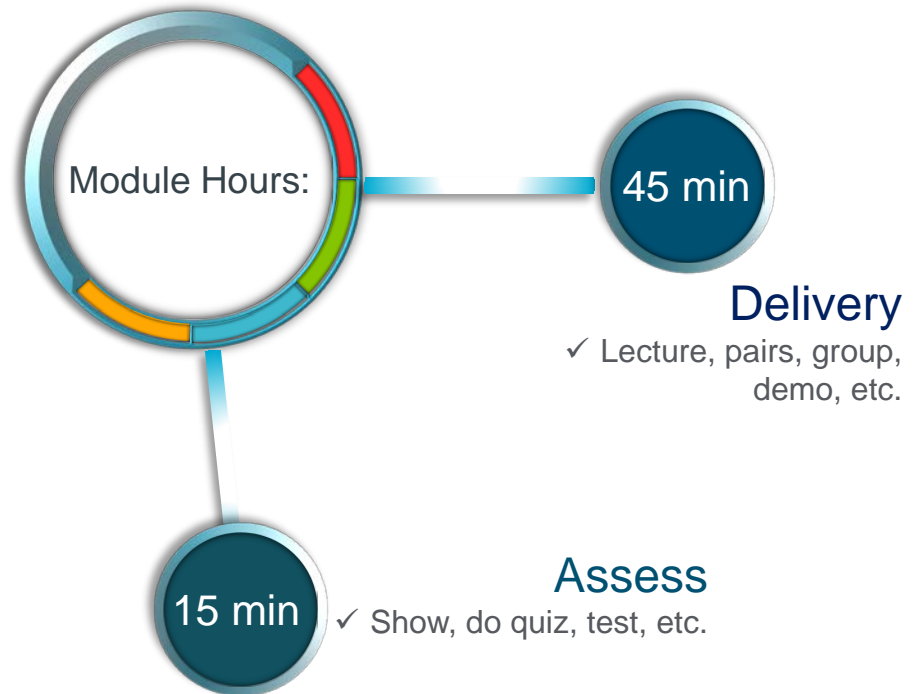 Module Hours:
45 min
Delivery
✓ Lecture, pairs, group,
demo, etc.
15 min
Assess
✓ Show, do quiz, test, etc.